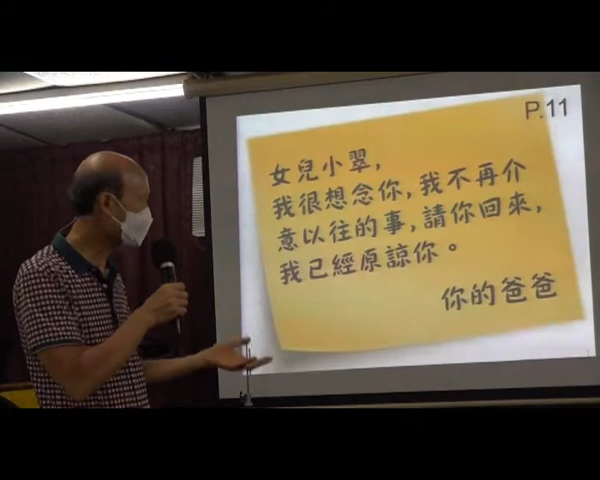 P.11
女兒小翠,
我很想念你,我不再介
意以往的事,請你回來,
我已經原諒你。
你的爸爸